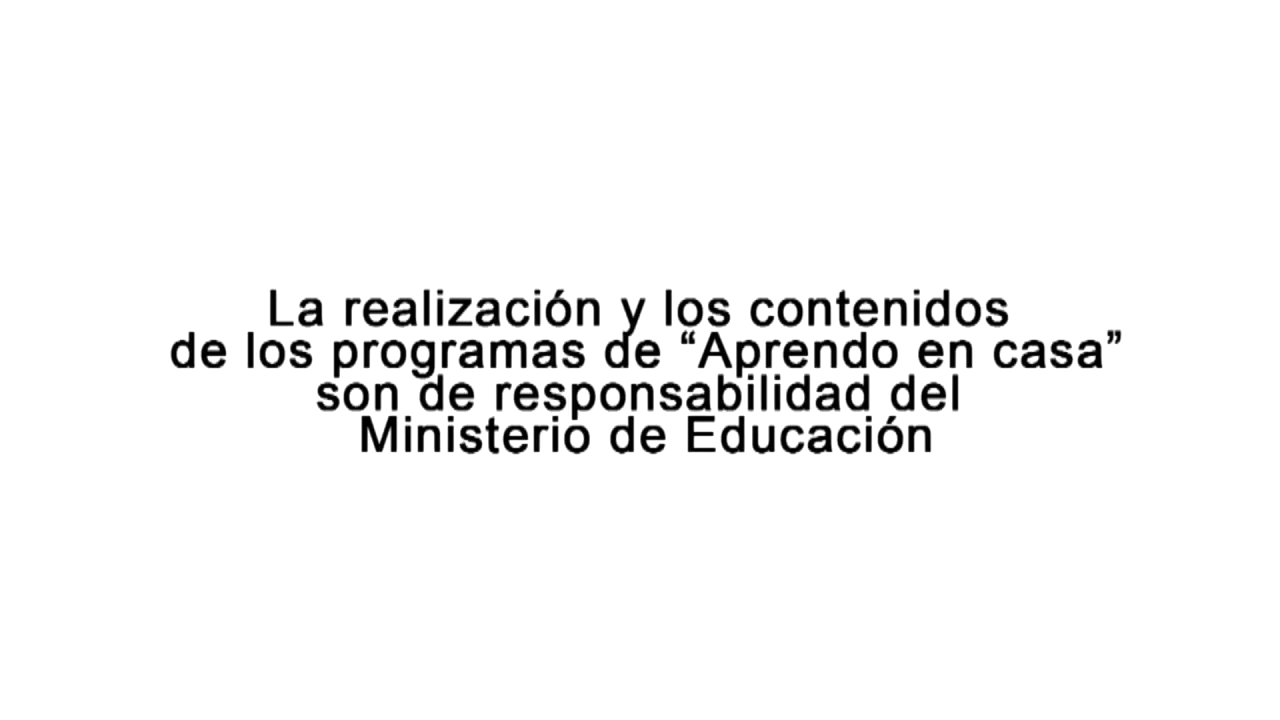 La realización y los contenidos
de los programas de “Aprendo en casa”
son de responsabilidad del
Ministerio de Educación